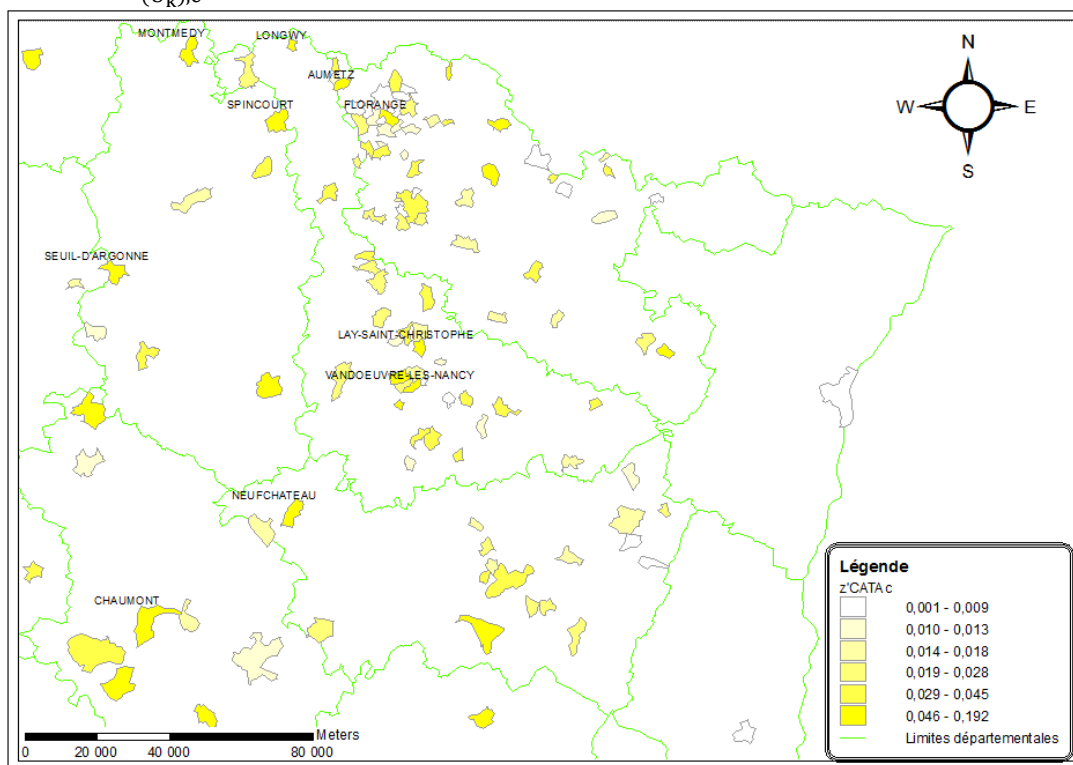 (Sₖ),c
MONTMEDY
LONGWY
AUMETZ
SPINCOURT
FLORANGE
N
W
E
S
SEUIL-D'ARGONNE
LAY-SAINT-CHRISTOPHE
VANDOEUVRE-LES-NANCY
NEUFCHATEAU
CHAUMONT
Légende
z'CATAc
0,001 - 0,009
0,010 - 0,013
0,014 - 0,018
0,019 - 0,028
0,029 - 0,045
0,046 - 0,192
Limites départementales
Meters
0 20 000 40 000 80 000